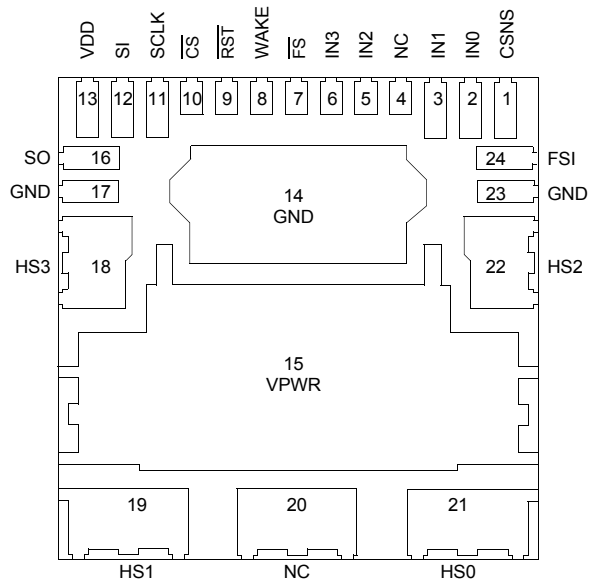 VDD SI SCLK CS RST WAKE FS IN3 IN2 NC IN1 IN0 CSNS
13 12 11 10 9 8 7 6 5 4 3 2 1
SO 16 24 FSI
GND 17 23 GND
14
GND
HS3 18 22 HS2
15
VPWR
19 20 21
HS1 NC HS0